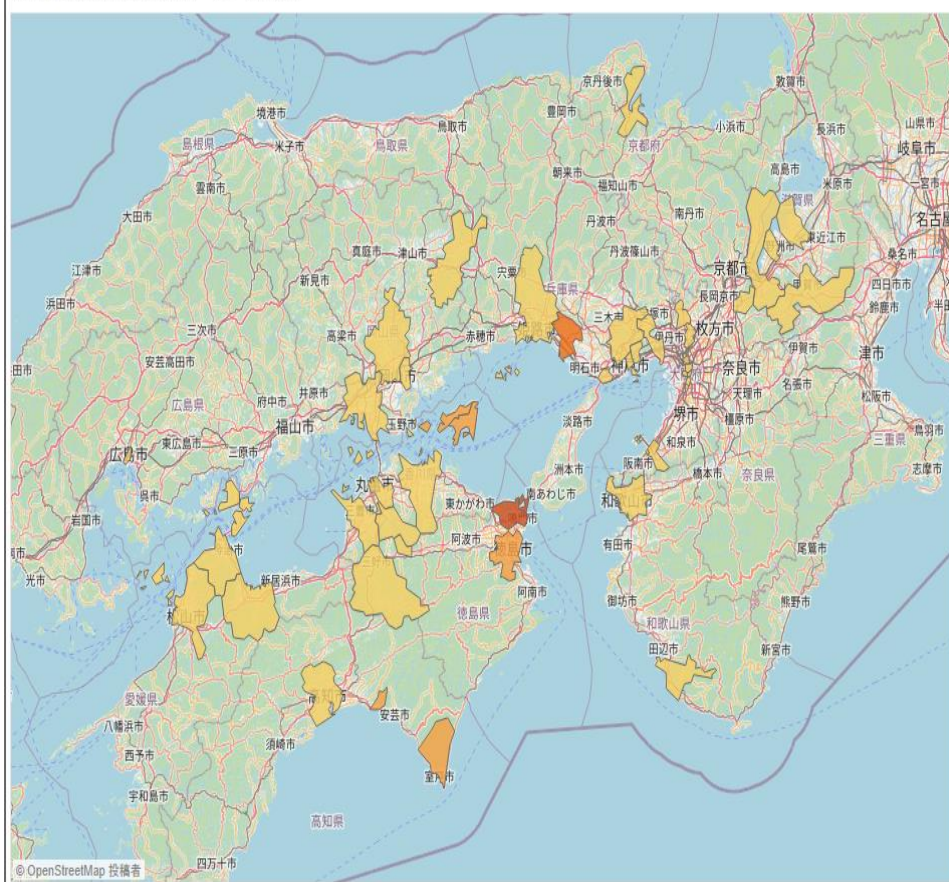 京丹後市
敦賀市
境港市
豊岡市
鳥取市
米子市
小浜市
長浜市
山県市
島根県
鳥取県
京都府
岐阜市
高島市
米原市
一宮市
朝来市
福知山市
雲南市
滋賀県
大田市
丹波市
南丹市
名古屋
真庭市
津山市
東近江市
丹波篠山市
桑名市
江津市
宍粟市
京都市
新見市
四日市市
兵庫県
長岡京市
鈴鹿市
浜田市
三木市
枚方市
三次市
高梁市
赤穂市
伊丹市
伊賀市
津市
安芸高田市
明石市
奈良市
井原市
名張市
天理市
松阪市
広島県
府中市
堺市
橿原市
福山市
玉野市
淡路市
鳥羽市
東広島市
三原市
和泉市
三重県
広島市
阪南市
橋本市
奈良県
志摩市
洲本市
呉市
東かがわ市
南あわじ市
和歌山市
岩国市
阿波市
有田市
尾鷲市
光市
新居浜市
阿南市
御坊市
熊野市
徳島県
松山市
和歌山県
田辺市
新宮市
愛媛県
安芸市
八幡浜市
須崎市
西予市
室戸市
宇和島市
高知県
四万十市
© OpenStreetMap 投稿者